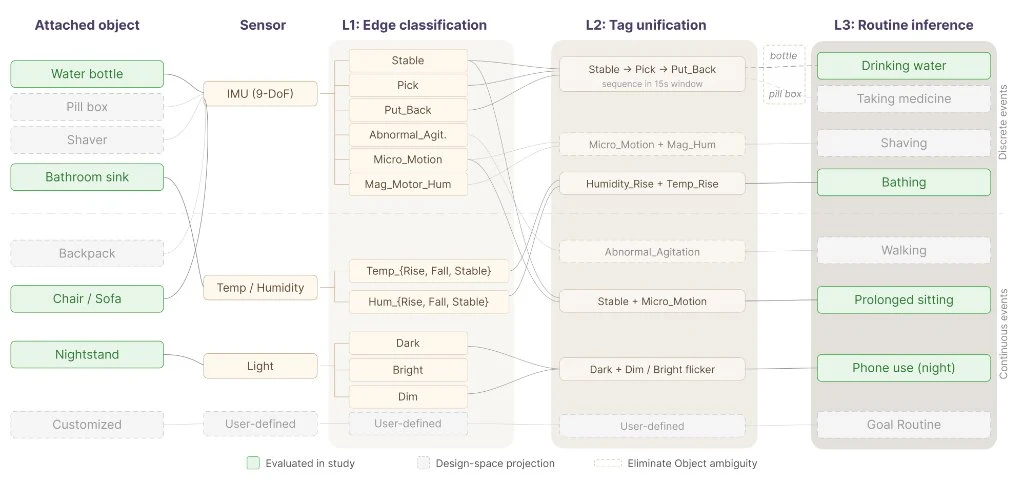 Attached object
Sensor
L1: Edge classification
L2: Tag unification
L3: Routine inference
Water bottle
Pill box
Shaver
Bathroom sink
Backpack
Chair / Sofa
Nightstand
Customized
IMU (9-DoF)
Temp / Humidity
Light
User-defined
Stable
Pick
Put_Back
Abnormal_Agit.
Micro_Motion
Mag_Motor_Hum
Temp_{Rise, Fall, Stable}
Hum_{Rise, Fall, Stable}
Dark
Bright
Dim
User-defined
Stable → Pick → Put_Back
sequence in 15s window
Micro_Motion + Mag_Hum
Humidity_Rise + Temp_Rise
Abnormal_Agitation
Stable + Micro_Motion
Dark + Dim / Bright flicker
User-defined
bottle
pill box
Drinking water
Taking medicine
Shaving
Bathing
Walking
Prolonged sitting
Phone use (night)
Goal Routine
Discrete events
Continuous events
Evaluated in study
Design-space projection
Eliminate Object ambiguity